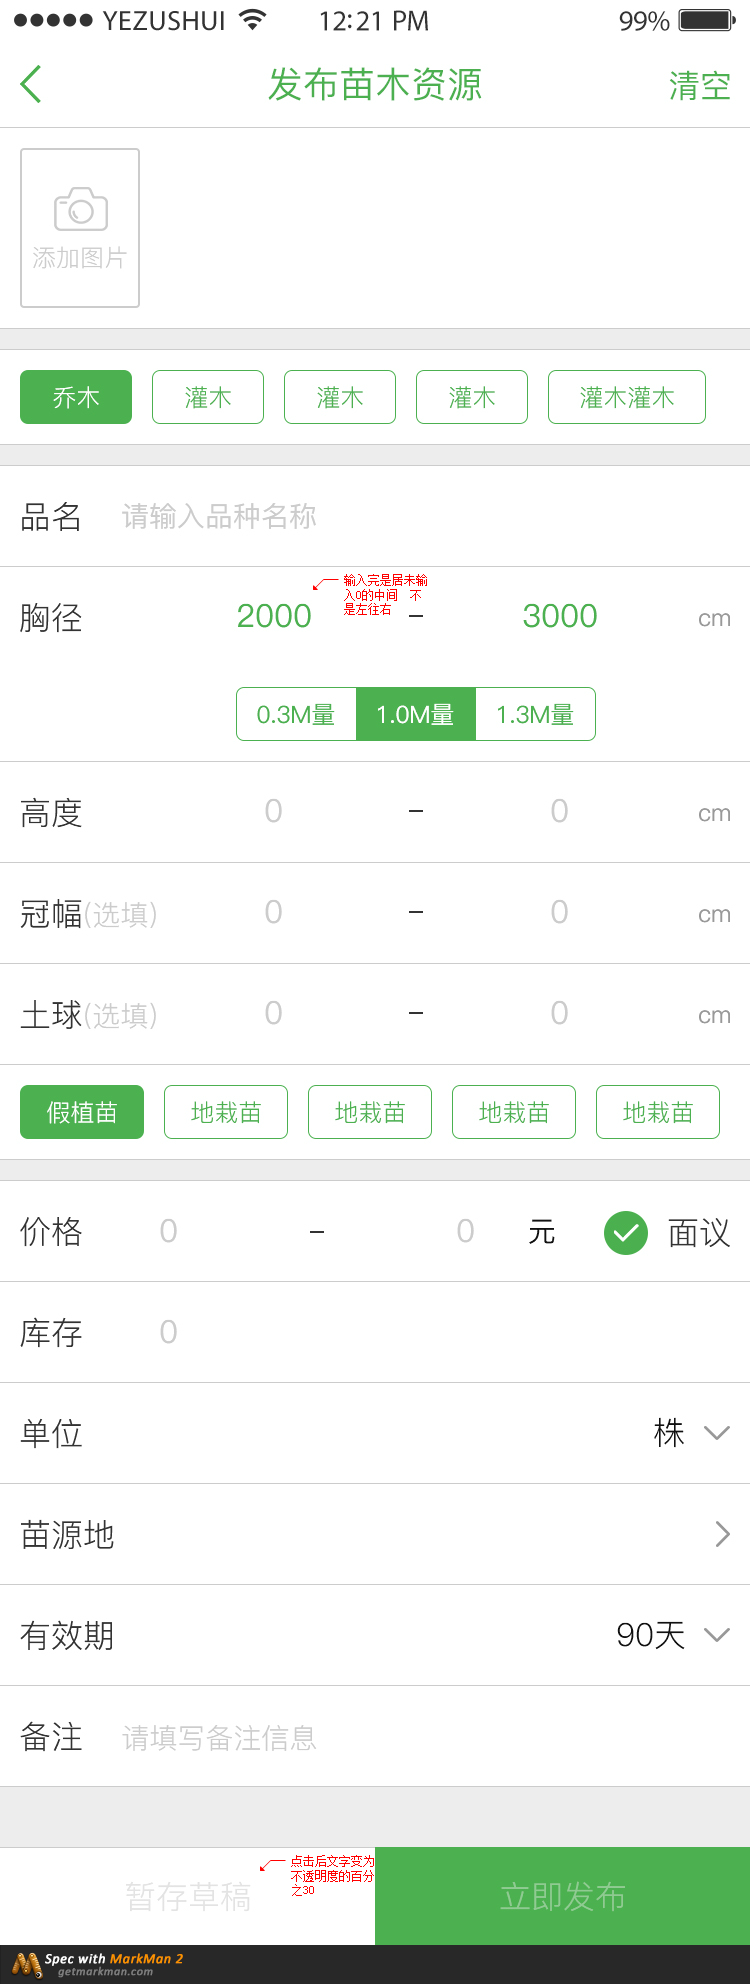 YEZUSHUI 12:21 PM 99%
发布苗木资源 清空
添加图片
乔木 灌木 灌木 灌木 灌木灌木
品名 请输入品种名称
输入完是居未输
入0的中间 不
是左往右
胸径 2000 - 3000 cm
0.3M量 1.0M量 1.3M量
高度 0 - 0 cm
冠幅(选填) 0 - 0 cm
土球(选填) 0 - 0 cm
假植苗 地栽苗 地栽苗 地栽苗 地栽苗
价格 0 - 0 元 面议
库存 0
单位 株
苗源地
有效期 90天
备注 请填写备注信息
点击后文字变为
不透明度的百分
之30
暂存草稿 立即发布
Spec with MarkMan 2
getmarkman.com